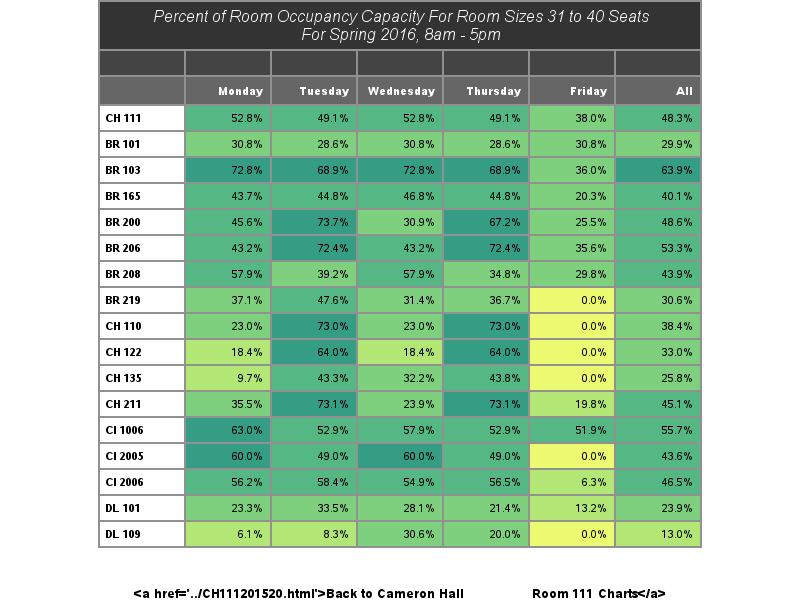 Percent of Room Occupancy Capacity For Room Sizes 31 to 40 Seats
For Spring 2016, 8am - 5pm
Monday Tuesday Wednesday Thursday Friday All
CH 111 52.8% 49.1% 52.8% 49.1% 38.0% 48.3%
BR 101 30.8% 28.6% 30.8% 28.6% 30.8% 29.9%
BR 103 72.8% 68.9% 72.8% 68.9% 36.0% 63.9%
BR 165 43.7% 44.8% 46.8% 44.8% 20.3% 40.1%
BR 200 45.6% 73.7% 30.9% 67.2% 25.5% 48.6%
BR 206 43.2% 72.4% 43.2% 72.4% 35.6% 53.3%
BR 208 57.9% 39.2% 57.9% 34.8% 29.8% 43.9%
BR 219 37.1% 47.6% 31.4% 36.7% 0.0% 30.6%
CH 110 23.0% 73.0% 23.0% 73.0% 0.0% 38.4%
CH 122 18.4% 64.0% 18.4% 64.0% 0.0% 33.0%
CH 135 9.7% 43.3% 32.2% 43.8% 0.0% 25.8%
CH 211 35.5% 73.1% 23.9% 73.1% 19.8% 45.1%
CI 1006 63.0% 52.9% 57.9% 52.9% 51.9% 55.7%
CI 2005 60.0% 49.0% 60.0% 49.0% 0.0% 43.6%
CI 2006 56.2% 58.4% 54.9% 56.5% 6.3% 46.5%
DL 101 23.3% 33.5% 28.1% 21.4% 13.2% 23.9%
DL 109 6.1% 8.3% 30.6% 20.0% 0.0% 13.0%
<a href='../CH111201520.html'>Back to Cameron Hall Room 111 Charts</a>